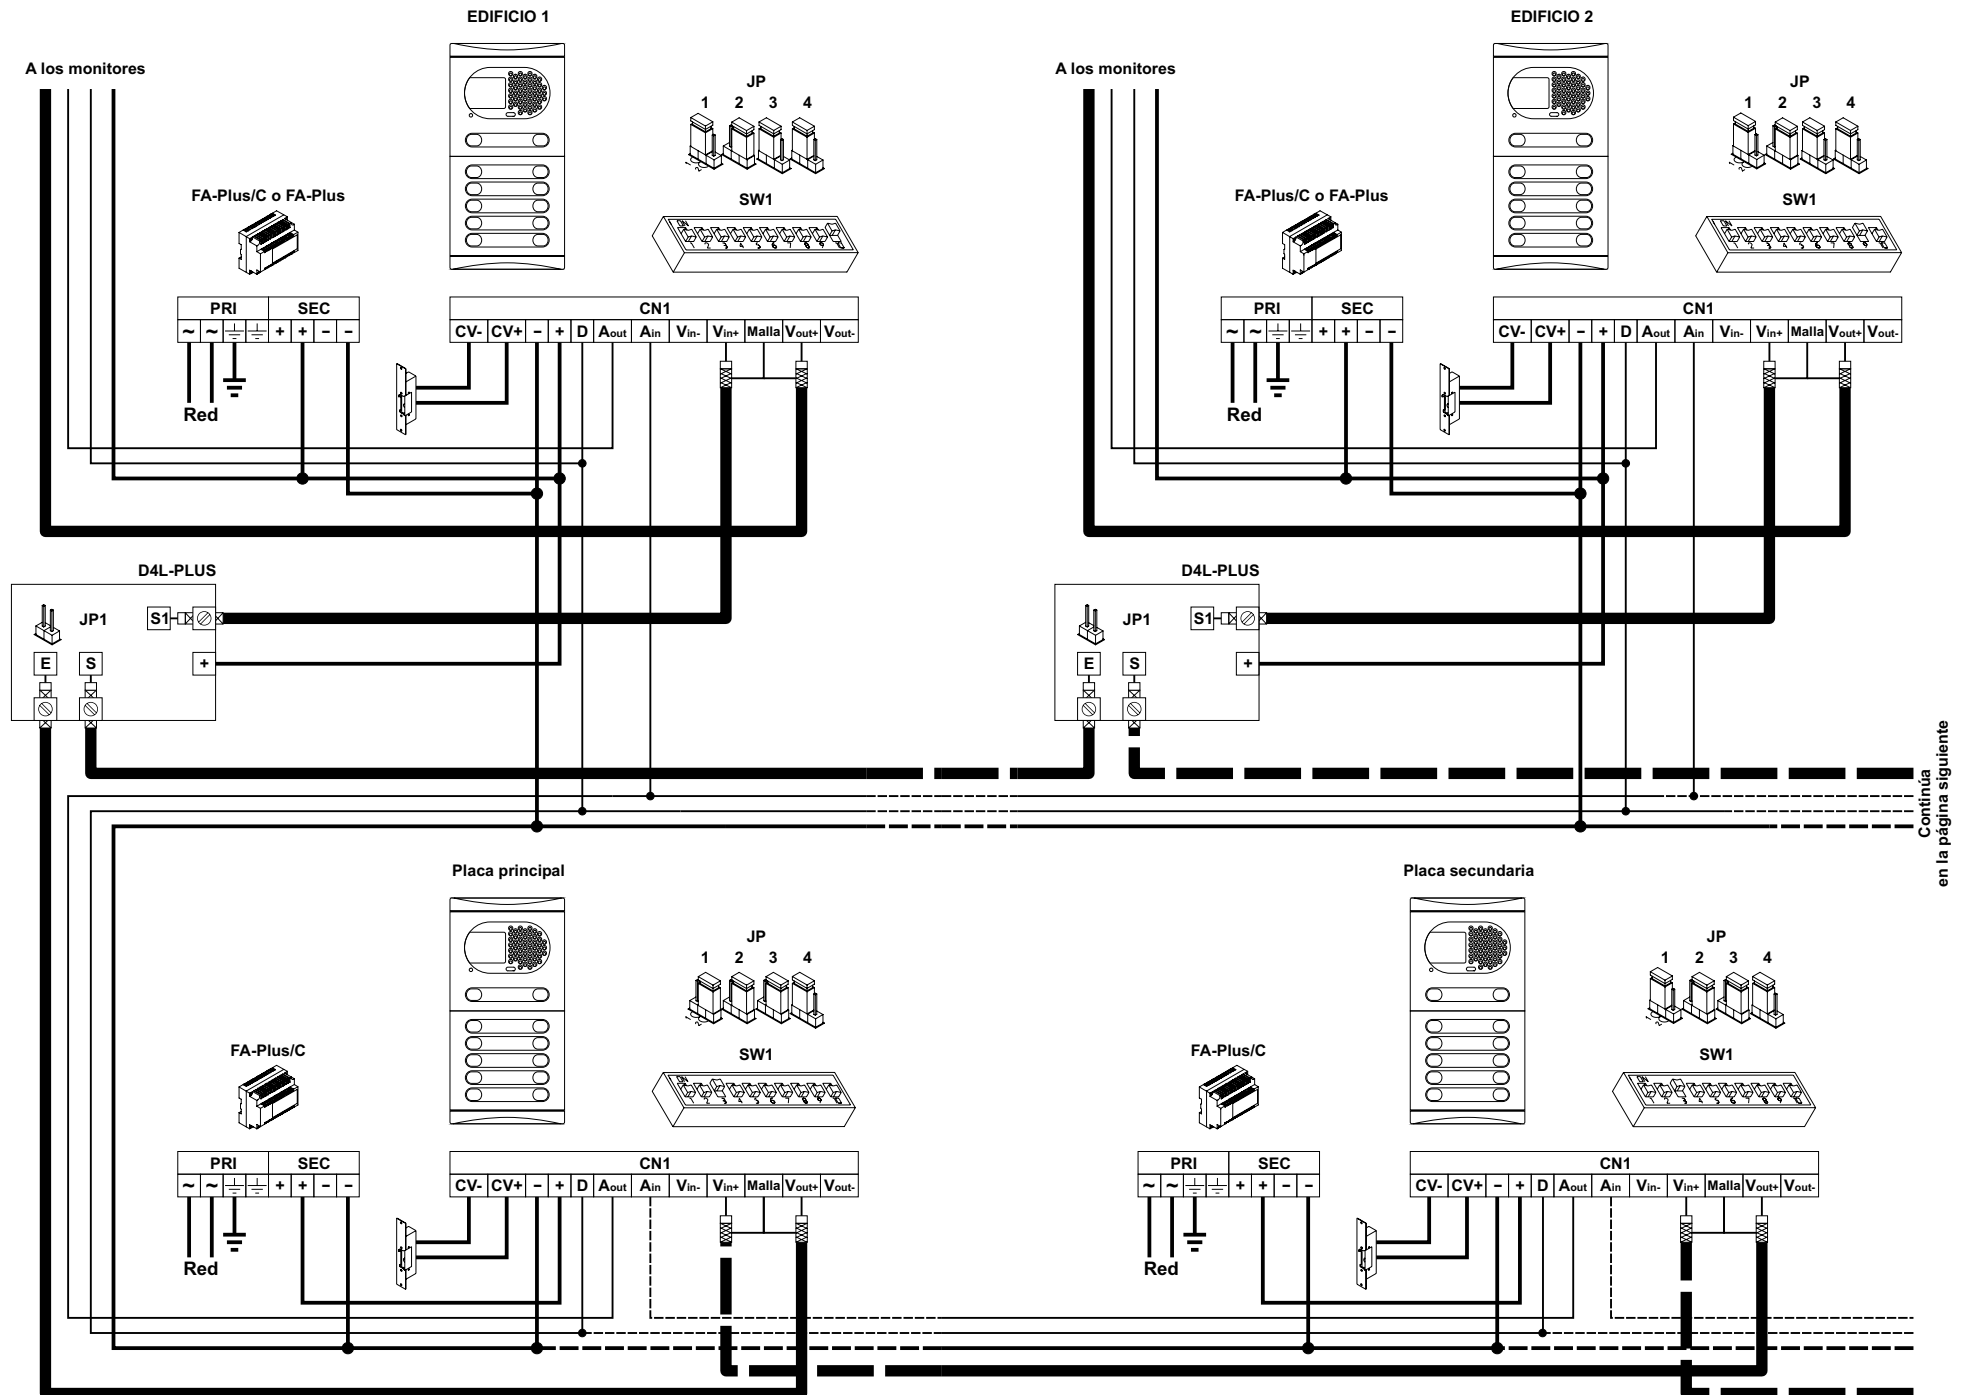 EDIFICIO 1
EDIFICIO 2
A los monitores
A los monitores
JP
1 2 3 4
JP
1 2 3 4
FA-Plus/C o FA-Plus
SW1
FA-Plus/C o FA-Plus
SW1
PRI SEC
~ ~ + + – –
CN1
CV- CV+ – + D Aout Ain Vin- Vin+ Malla Vout+ Vout-
PRI SEC
~ ~ + + – –
CN1
CV- CV+ – + D Aout Ain Vin- Vin+ Malla Vout+ Vout-
Red
Red
D4L-PLUS
JP1 S1
E S +
D4L-PLUS
JP1 S1
E S +
Continúa
en la página siguiente
Placa principal
Placa secundaria
JP
1 2 3 4
JP
1 2 3 4
FA-Plus/C
SW1
FA-Plus/C
SW1
PRI SEC
~ ~ + + – –
CN1
CV- CV+ – + D Aout Ain Vin- Vin+ Malla Vout+ Vout-
PRI SEC
~ ~ + + – –
CN1
CV- CV+ – + D Aout Ain Vin- Vin+ Malla Vout+ Vout-
Red
Red